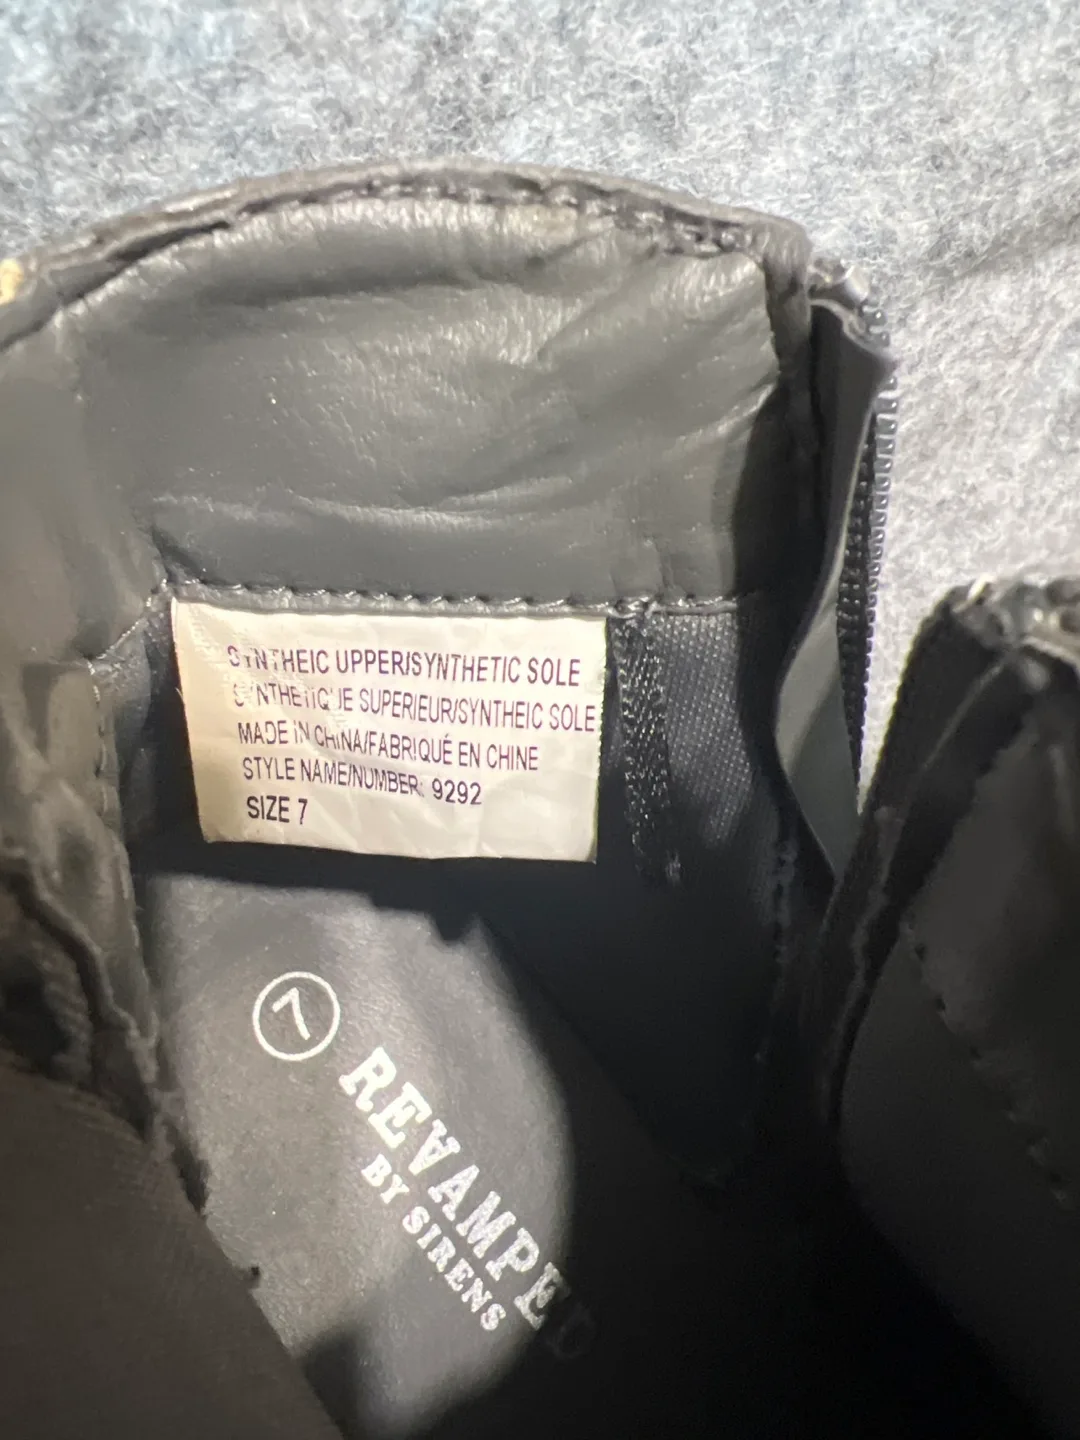 SYNTHEIC UPPER/SYNTHETIC SOLE
SYNTHETIQUE SUPERIEUR/SYNTHEIC SOLE
MADE IN CHINA/FABRIQUÉ EN CHINE
STYLE NAME/NUMBER: 9292
SIZE 7
7
REVAMPED
BY SIRENS